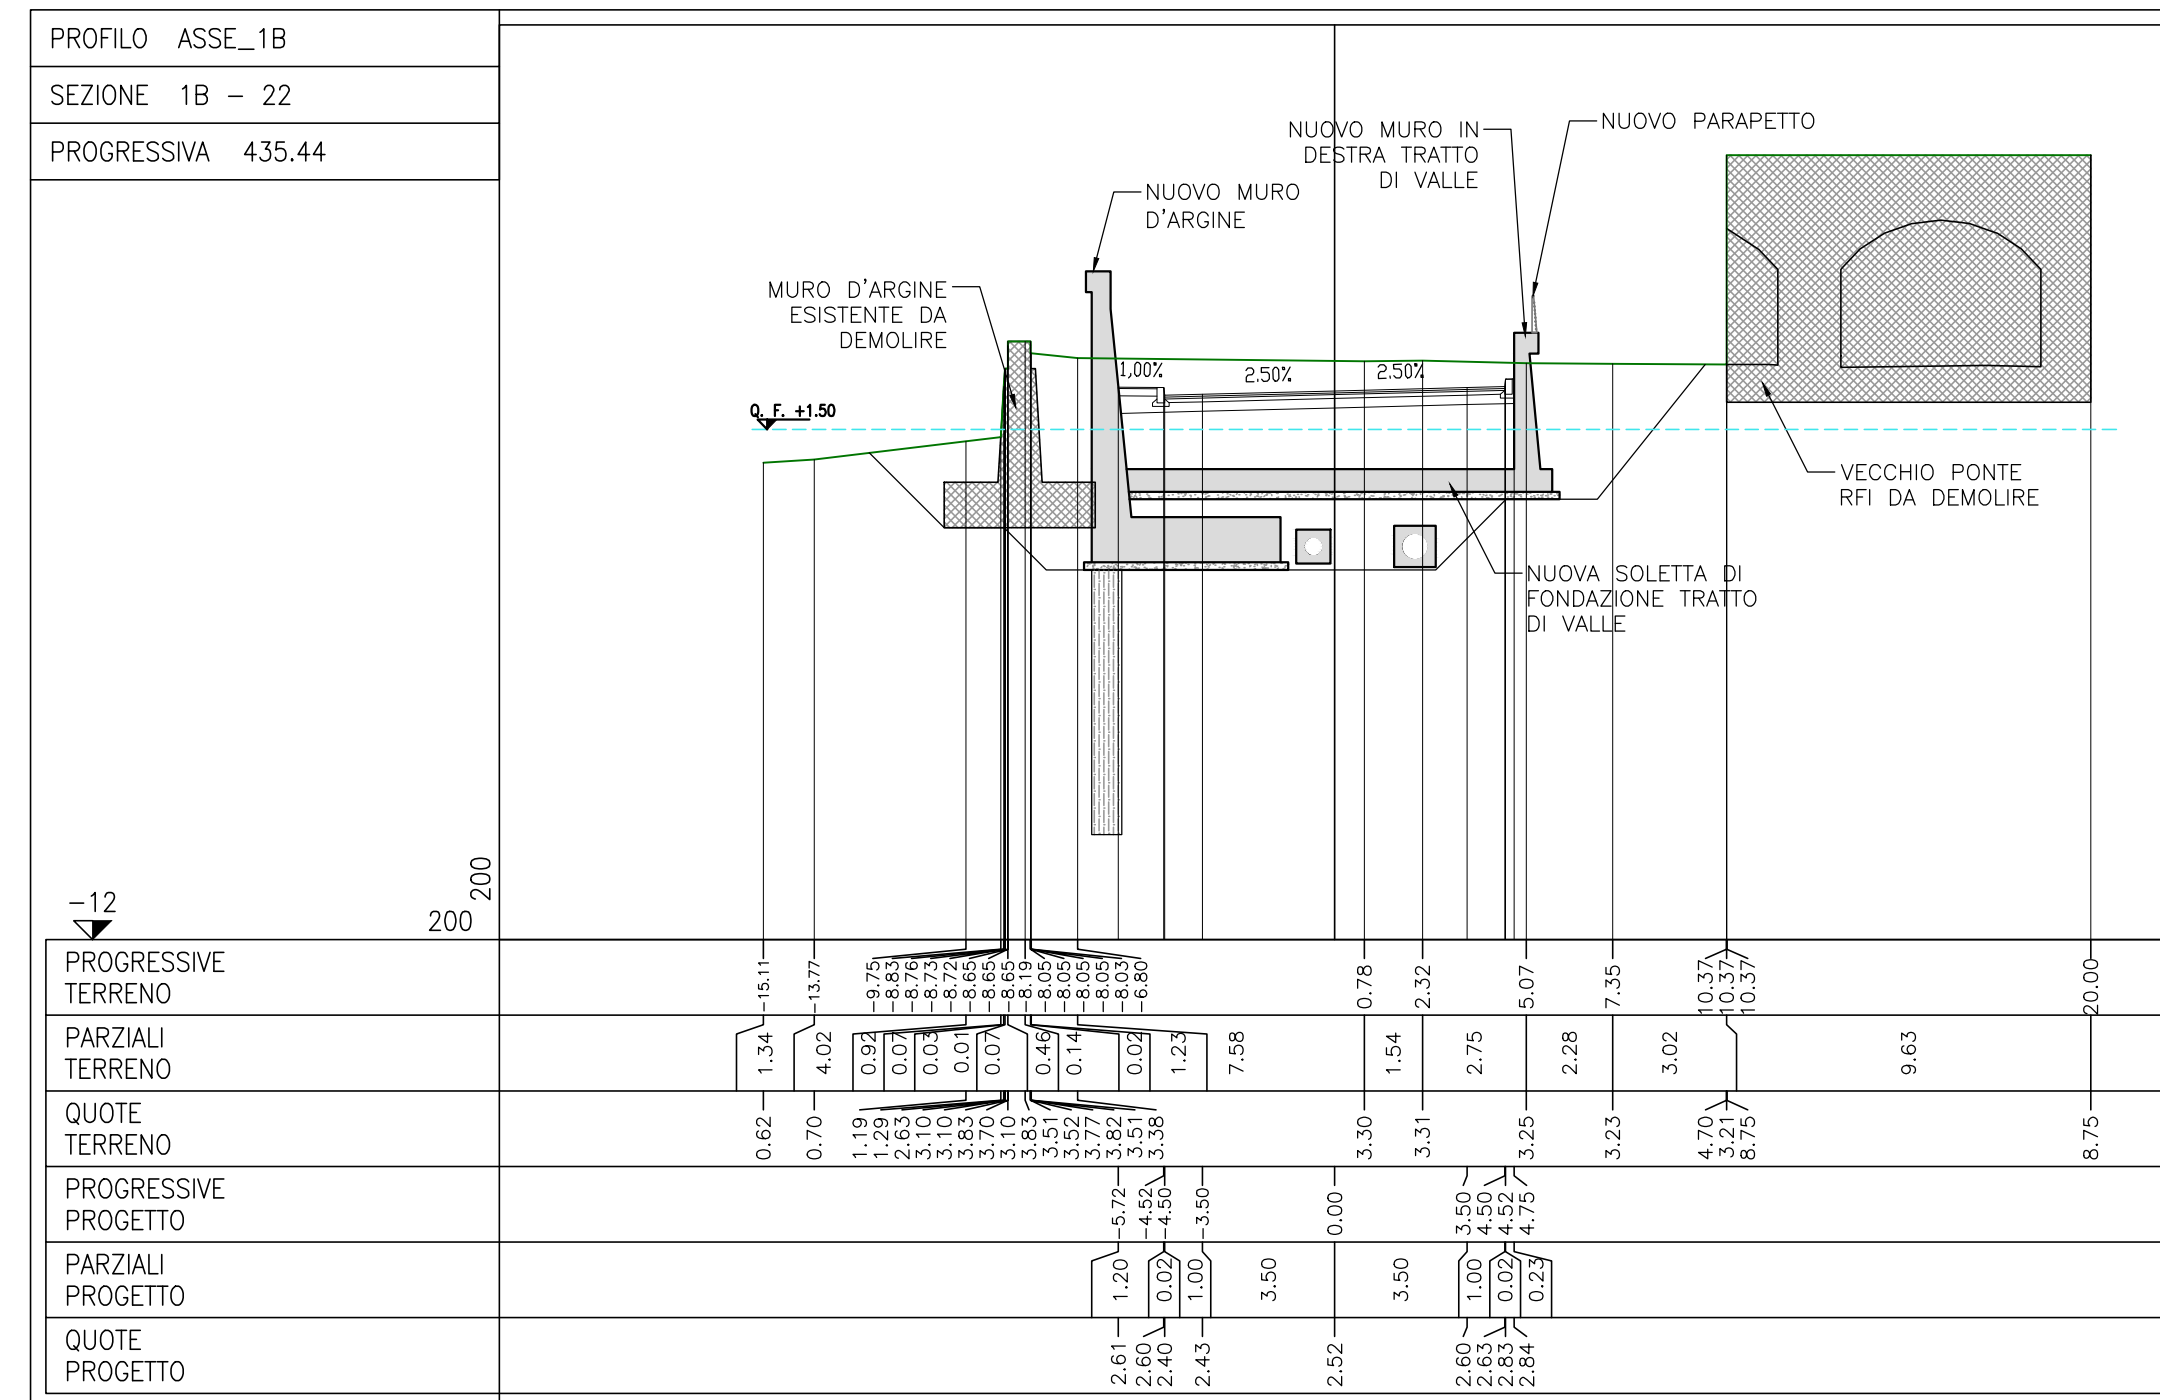 PROFILO ASSE_1B
SEZIONE 1B - 22
PROGRESSIVA 435.44
NUOVO MURO IN
DESTRA TRATTO
DI VALLE
NUOVO PARAPETTO
NUOVO MURO
D'ARGINE
MURO D'ARGINE
ESISTENTE DA
DEMOLIRE
1,00%
2.50%
2.50%
Q. F. +1.50
VECCHIO PONTE
RFI DA DEMOLIRE
NUOVA SOLETTA DI
FONDAZIONE TRATTO
DI VALLE
200
-12
200
PROGRESSIVE
TERRENO
-15.11 -13.77 -9.75 -8.83 -8.76 -8.73 -8.72 -8.65 -8.65 -8.65 -8.19 -8.05 -8.05 -8.05 -8.05 -8.03 -6.80 0.78 2.32 5.07 7.35 10.37 10.37 10.37 20.00
PARZIALI
TERRENO
1.34 4.02 0.92 0.07 0.03 0.01 0.07 0.46 0.14 0.02 1.23 7.58 1.54 2.75 2.28 3.02 9.63
QUOTE
TERRENO
0.62 0.70 1.19 1.29 2.63 3.10 3.10 3.83 3.70 3.10 3.83 3.51 3.52 3.77 3.82 3.51 3.38 3.30 3.31 3.25 3.23 4.70 3.21 8.75 8.75
PROGRESSIVE
PROGETTO
-5.72 -4.52 -4.50 -3.50 0.00 3.50 4.50 4.52 4.75
PARZIALI
PROGETTO
1.20 0.02 1.00 3.50 3.50 1.00 0.02 0.23
QUOTE
PROGETTO
2.61 2.60 2.40 2.43 2.52 2.60 2.63 2.83 2.84